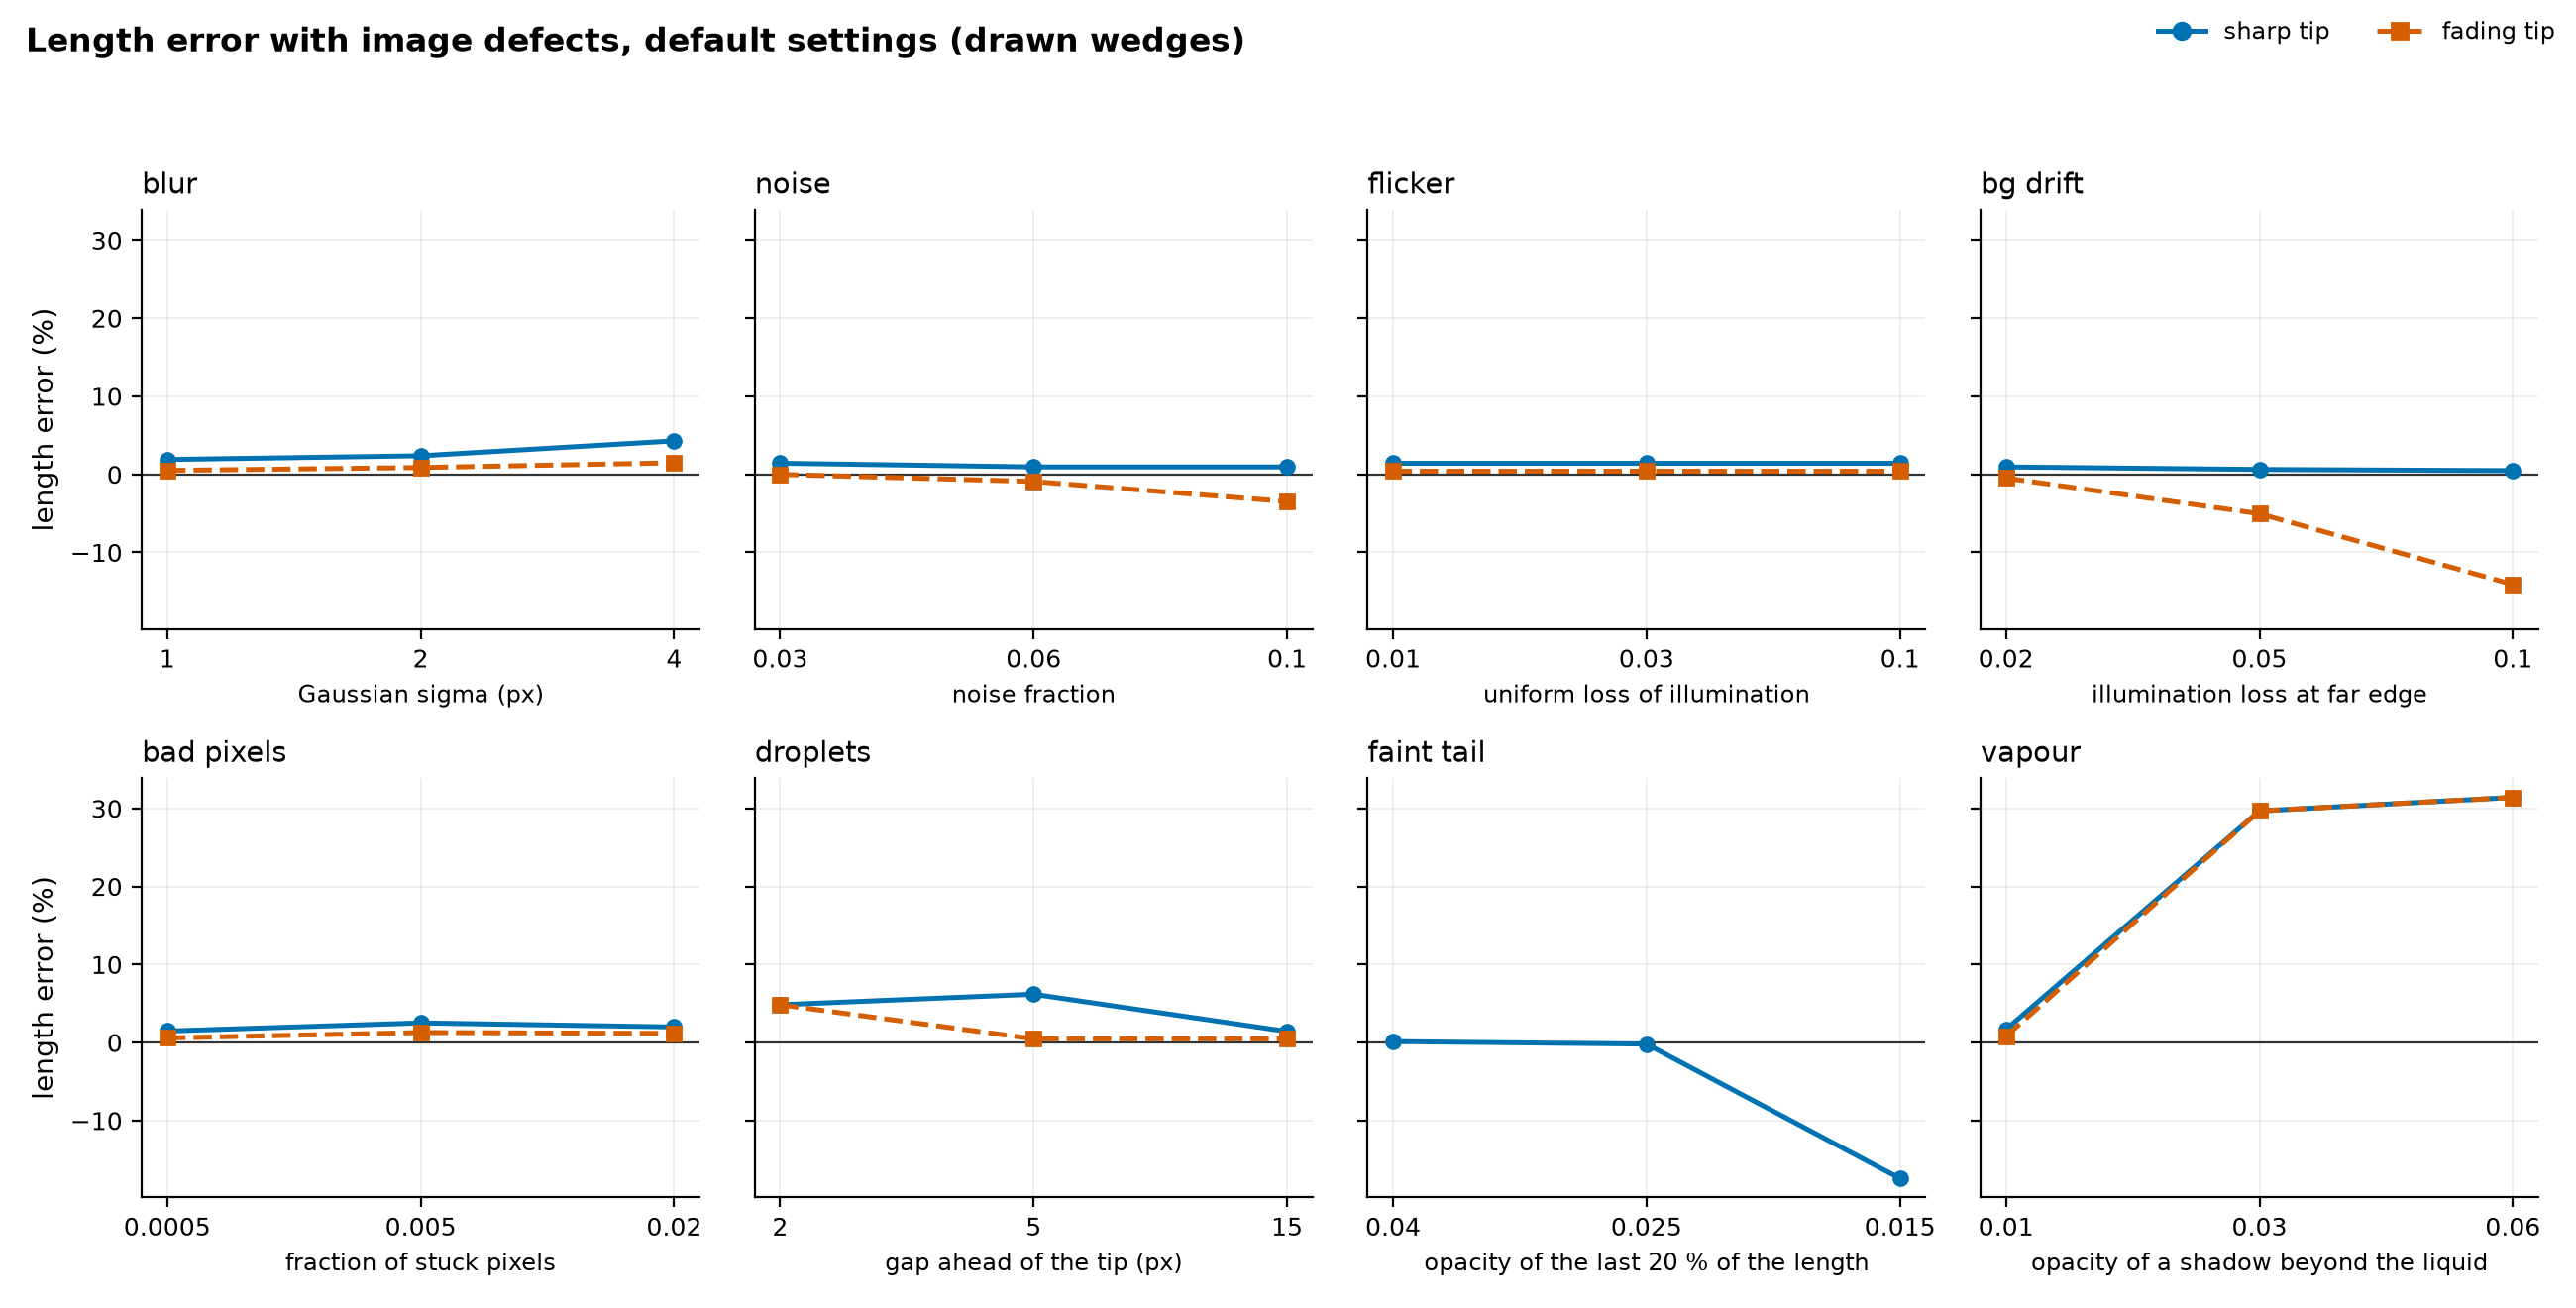 Length error with image defects, default settings (drawn wedges)
sharp tip
fading tip
blur
noise
flicker
bg drift
length error (%)
30
20
10
0
−10
1
2
4
0.03
0.06
0.1
0.01
0.03
0.1
0.02
0.05
0.1
Gaussian sigma (px)
noise fraction
uniform loss of illumination
illumination loss at far edge
bad pixels
droplets
faint tail
vapour
length error (%)
30
20
10
0
−10
0.0005
0.005
0.02
2
5
15
0.04
0.025
0.015
0.01
0.03
0.06
fraction of stuck pixels
gap ahead of the tip (px)
opacity of the last 20 % of the length
opacity of a shadow beyond the liquid